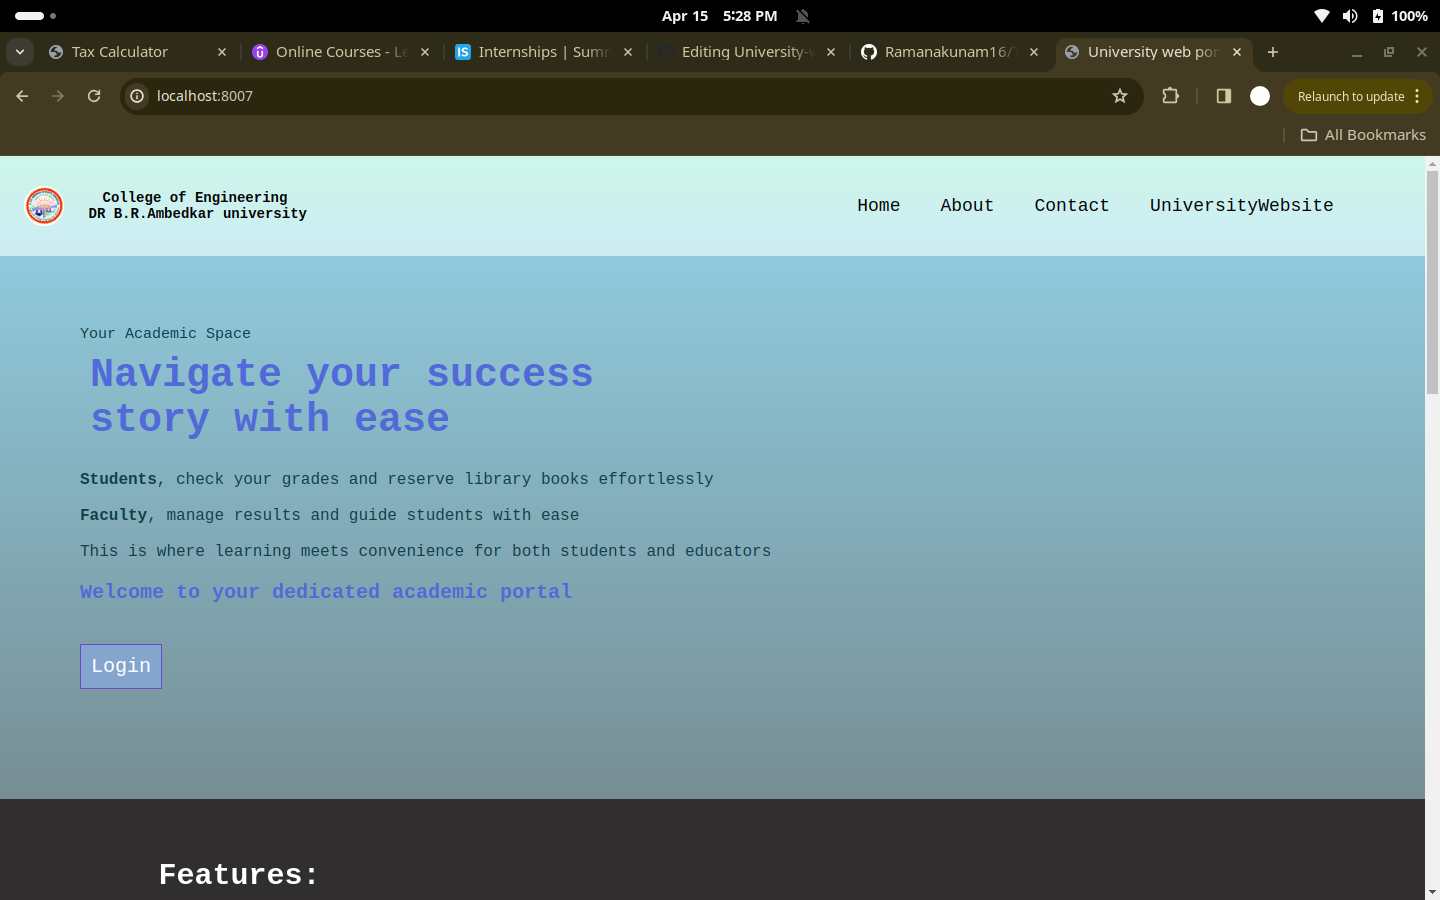 Apr 15 5:28 PM
100%
Tax Calculator
Online Courses - Le
Internships | Summ
Editing University-
Ramanakunam16/
University web por
localhost:8007
Relaunch to update
All Bookmarks
College of Engineering
DR B.R.Ambedkar university
Home
About
Contact
UniversityWebsite
Your Academic Space
Navigate your success
story with ease
Students, check your grades and reserve library books effortlessly
Faculty, manage results and guide students with ease
This is where learning meets convenience for both students and educators
Welcome to your dedicated academic portal
Login
Features: